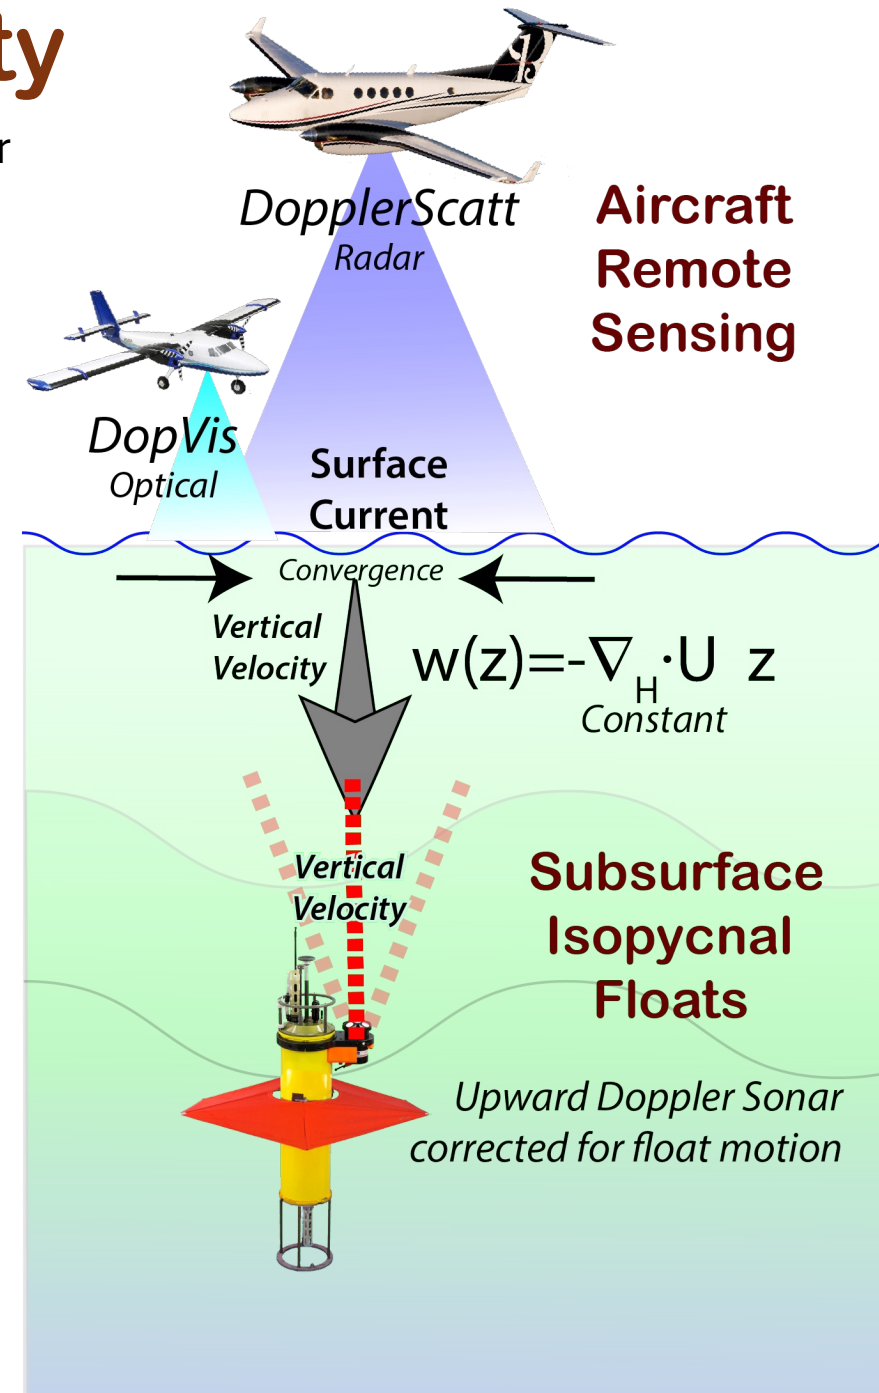 ty
r
DopplerScatt
Radar
Aircraft
Remote
Sensing
DopVis
Optical
Surface
Current
Convergence
Vertical
Velocity
w(z)=-∇H·U z
Constant
Vertical
Velocity
Subsurface
Isopycnal
Floats
Upward Doppler Sonar
corrected for float motion